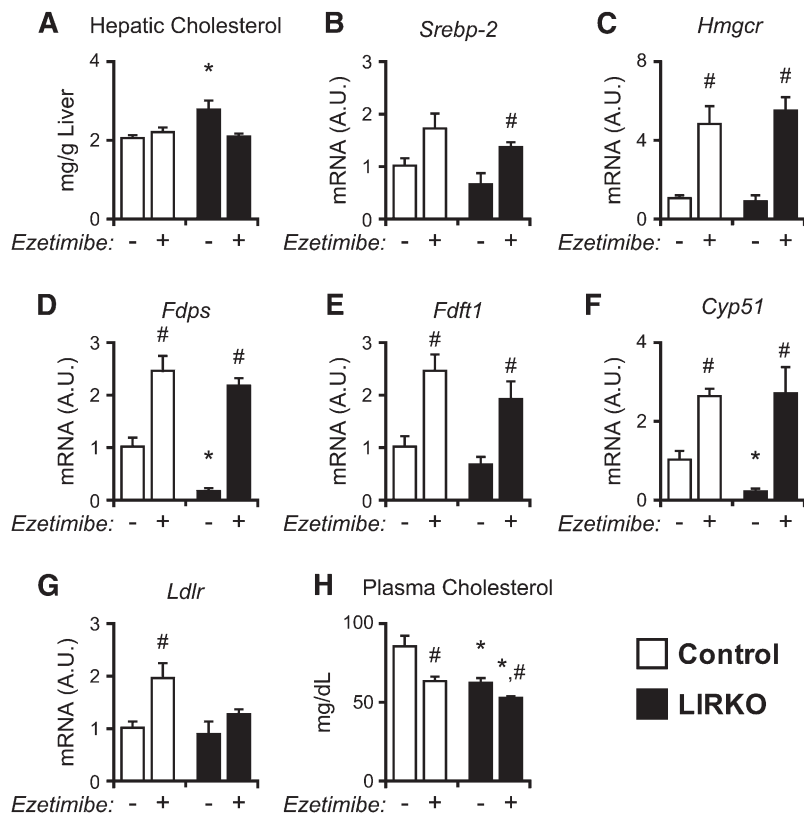 A Hepatic Cholesterol
mg/g Liver
4
2
0
*
Ezetimibe: - + - +
B Srebp-2
mRNA (A.U.)
3
2
1
0
#
- + - +
C Hmgcr
mRNA (A.U.)
8
4
0
# #
Ezetimibe: - + - +
D Fdps
mRNA (A.U.)
3
2
1
0
# * #
Ezetimibe: - + - +
E Fdft1
mRNA (A.U.)
3
2
1
0
# #
Ezetimibe: - + - +
F Cyp51
mRNA (A.U.)
4
2
0
# * #
Ezetimibe: - + - +
G Ldlr
mRNA (A.U.)
3
2
1
0
#
Ezetimibe: - + - +
H Plasma Cholesterol
mg/dL
100
50
0
# * *,#
Ezetimibe: - + - +
Control
LIRKO